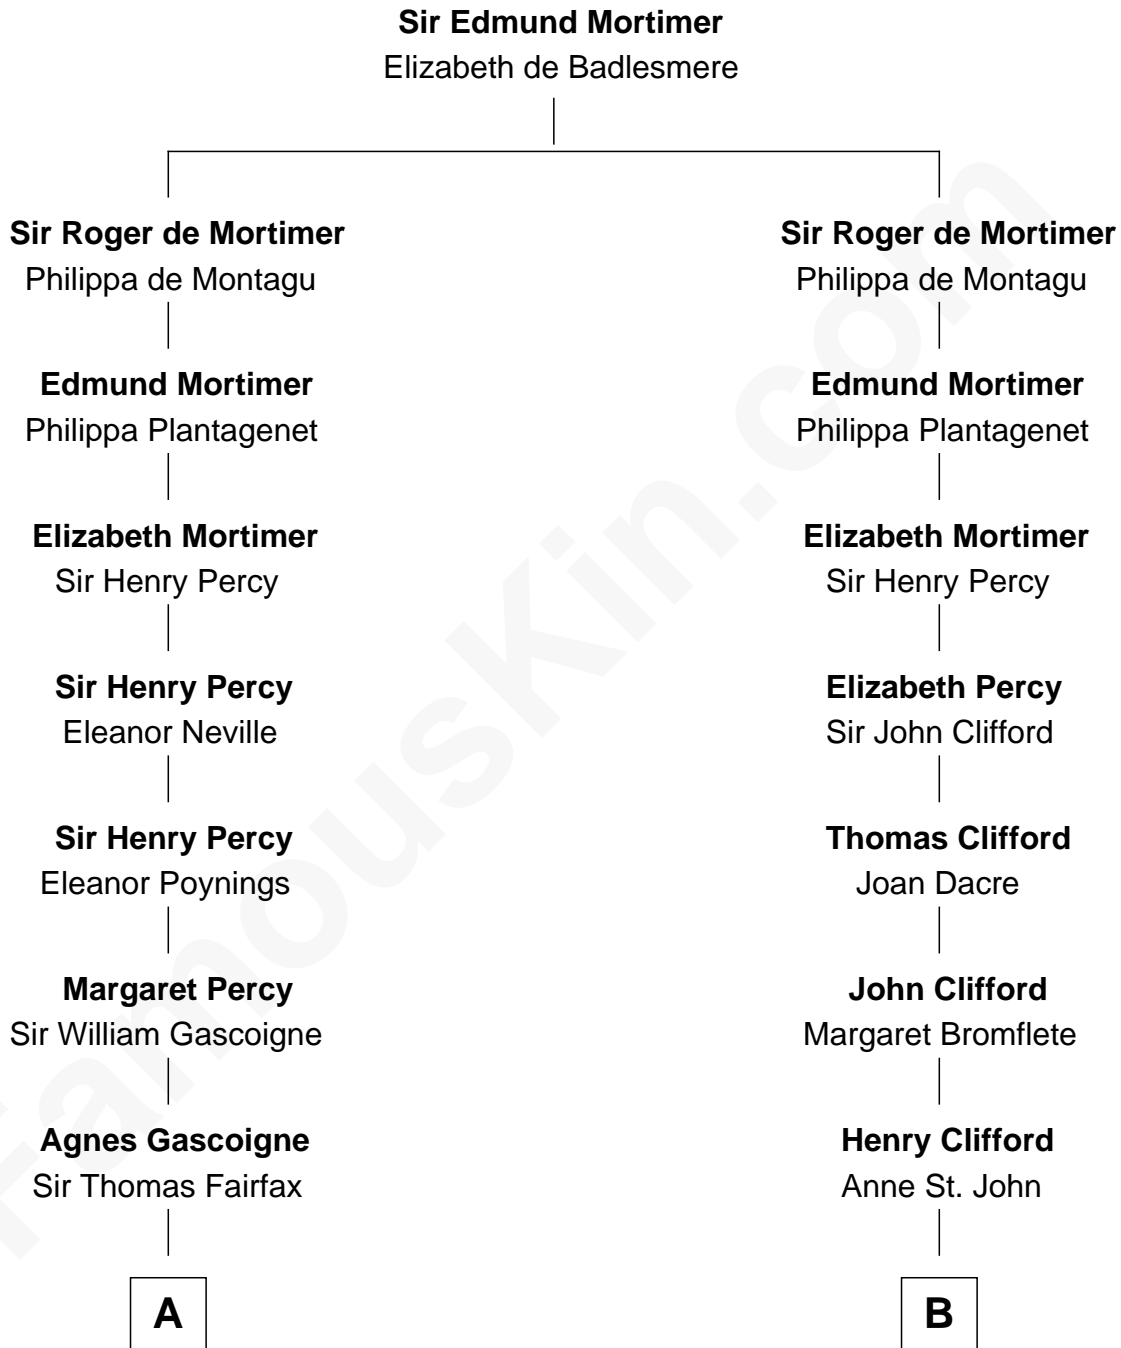 Sir Edmund Mortimer
Elizabeth de Badlesmere
Sir Roger de Mortimer
Philippa de Montagu
Edmund Mortimer
Philippa Plantagenet
Elizabeth Mortimer
Sir Henry Percy
Sir Henry Percy
Eleanor Neville
Sir Henry Percy
Eleanor Poynings
Margaret Percy
Sir William Gascoigne
Agnes Gascoigne
Sir Thomas Fairfax
A
Sir Roger de Mortimer
Philippa de Montagu
Edmund Mortimer
Philippa Plantagenet
Elizabeth Mortimer
Sir Henry Percy
Elizabeth Percy
Sir John Clifford
Thomas Clifford
Joan Dacre
John Clifford
Margaret Bromflete
Henry Clifford
Anne St. John
B
FamousKin.com